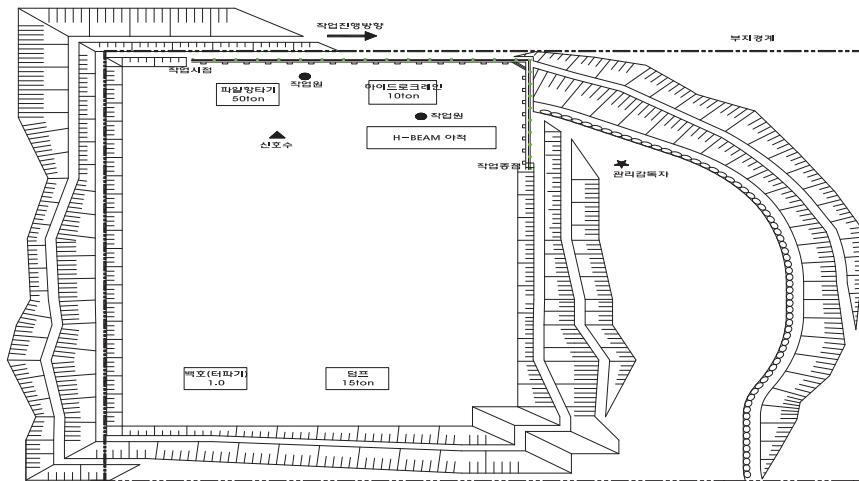 작업진행방향
부지경계
작업시점
작업원
파일항타기
50ton
하이드로크레인
10ton
작업원
H-BEAM 야적
신호수
작업종점
관리감독자
백호(터파기)
1.0
덤프
15ton